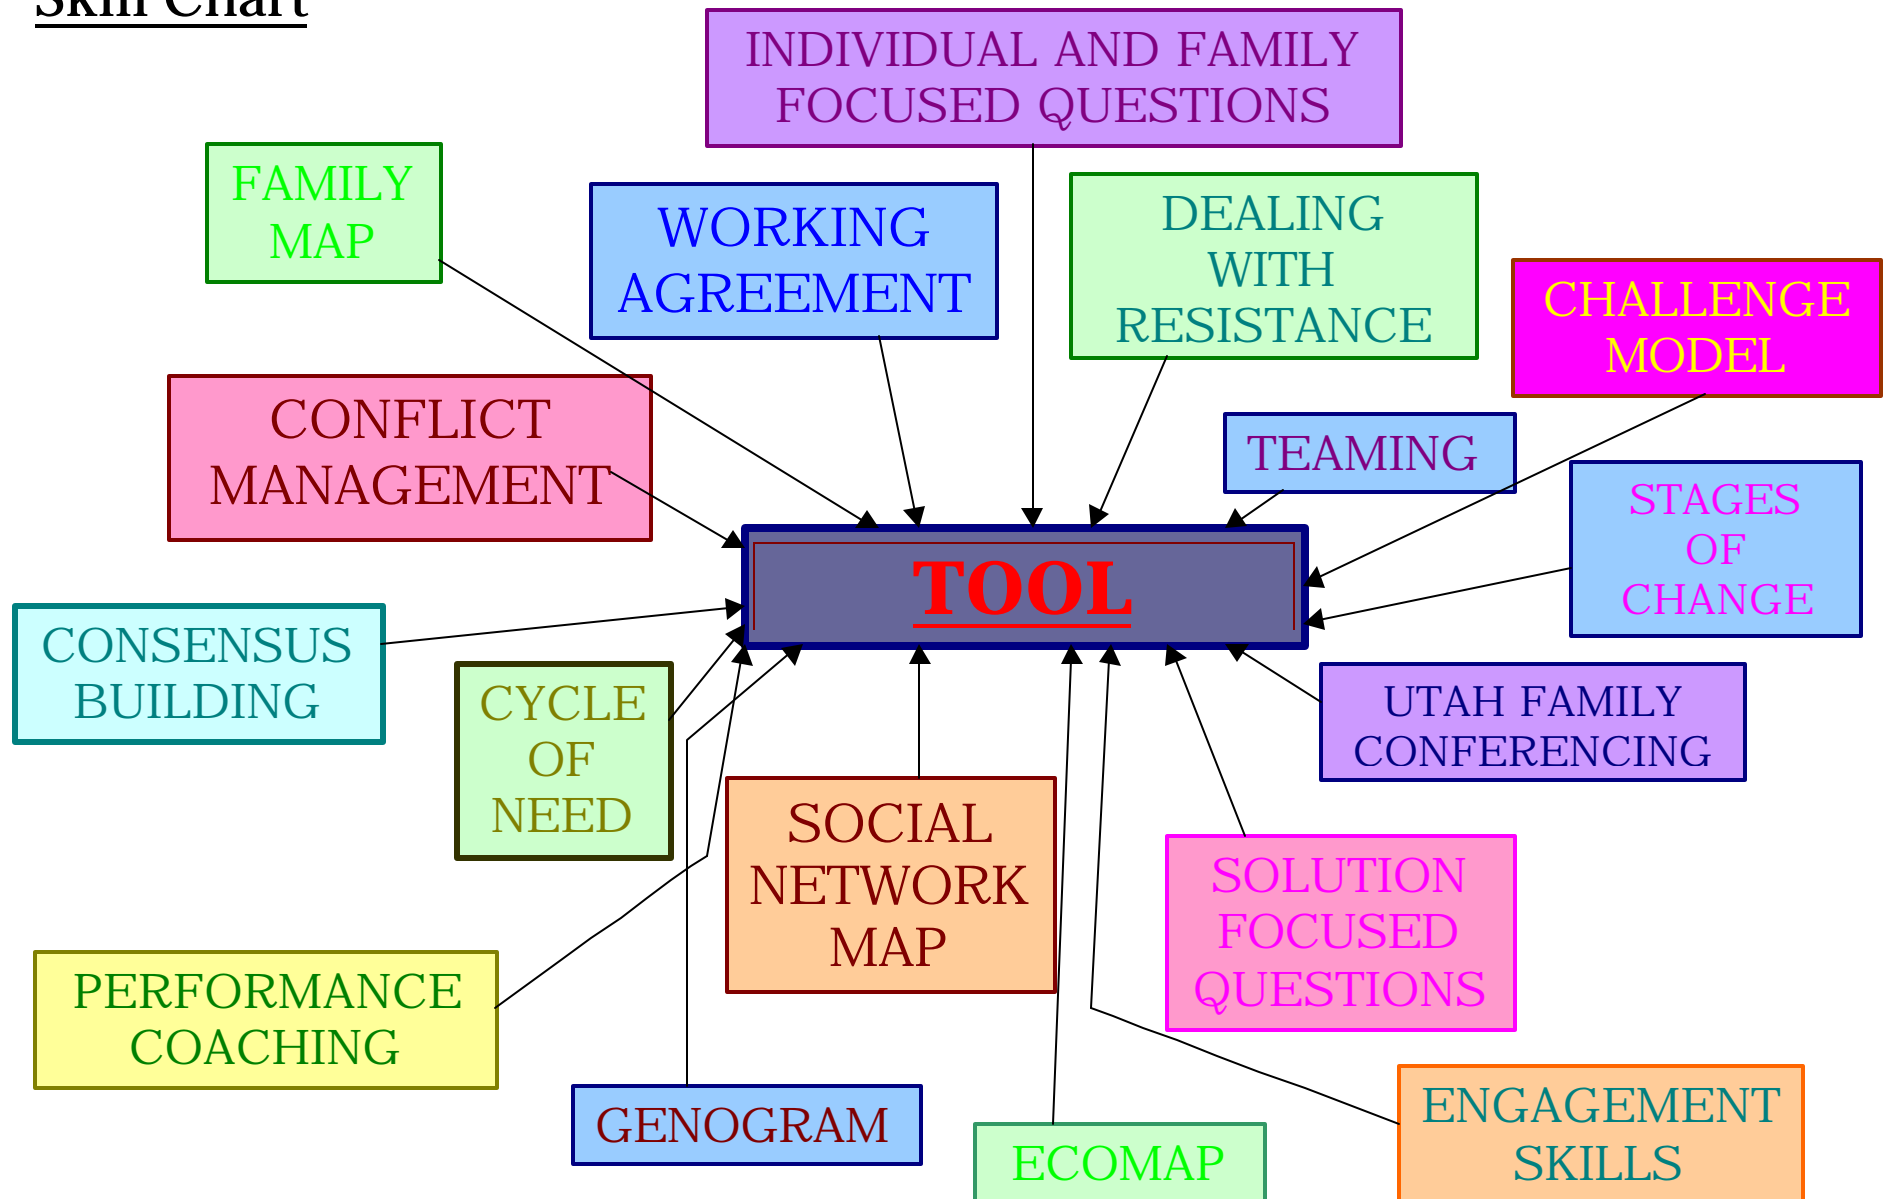 Skill Chart
INDIVIDUAL AND FAMILY
FOCUSED QUESTIONS
FAMILY
MAP
WORKING
AGREEMENT
DEALING
WITH
RESISTANCE
CHALLENGE
MODEL
CONFLICT
MANAGEMENT
TEAMING
STAGES
OF
CHANGE
TOOL
CONSENSUS
BUILDING
CYCLE
OF
NEED
UTAH FAMILY
CONFERENCING
SOCIAL
NETWORK
MAP
SOLUTION
FOCUSED
QUESTIONS
PERFORMANCE
COACHING
GENOGRAM
ECOMAP
ENGAGEMENT
SKILLS